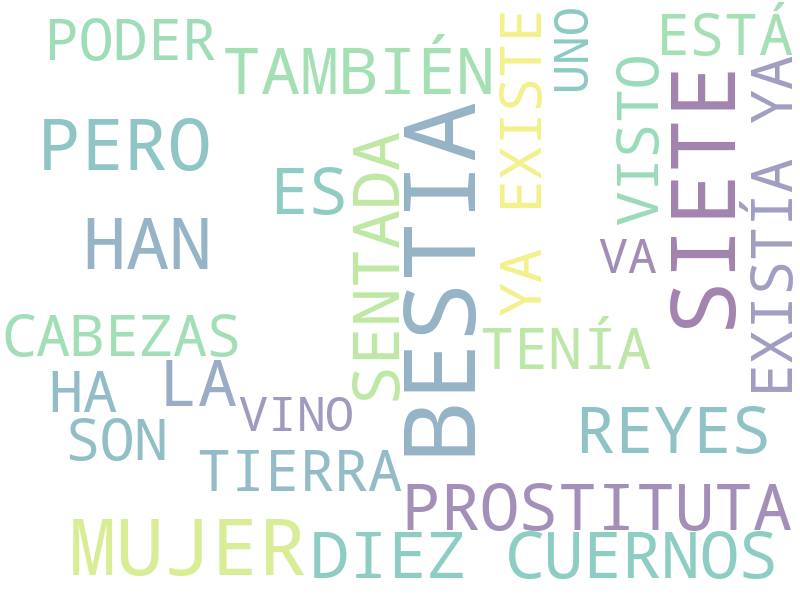 PODER
TAMBIÉN
YA EXISTE
UNO
ESTÁ
PERO
ES
SENTADA
BESTIA
VISTO
SIETE
EXISTÍA YA
HAN
VA
CABEZAS
TENÍA
HA
LA
VINO
SON
TIERRA
REYES
PROSTITUTA
MUJER
DIEZ CUERNOS